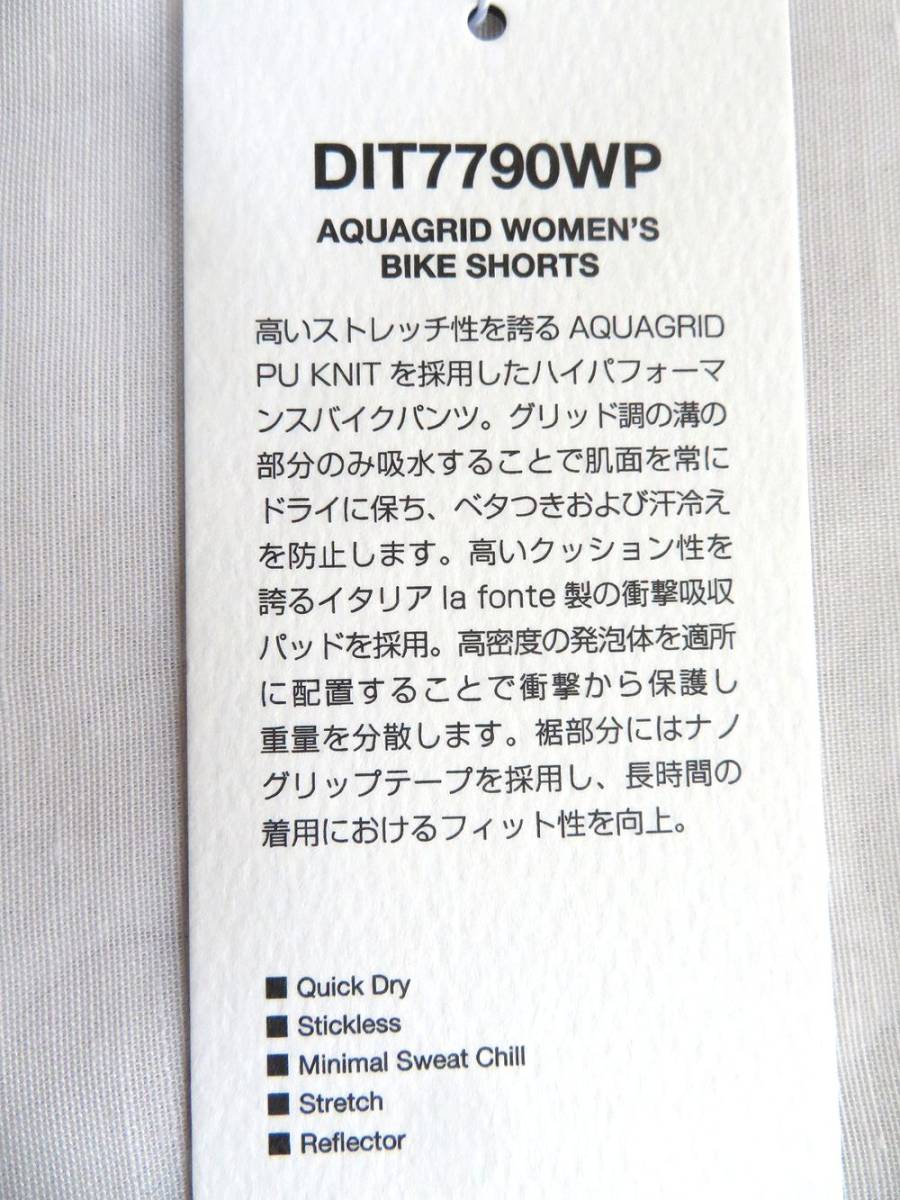 DIT7790WP
AQUAGRID WOMEN'S
BIKE SHORTS
高いストレッチ性を誇る AQUAGRID
PU KNIT を採用したハイパフォーマ
ンスバイクパンツ。グリッド調の溝の
部分のみ吸水することで肌面を常に
ドライに保ち、ベタつきおよび汗冷え
を防止します。高いクッション性を
誇るイタリア la fonte 製の衝撃吸収
パッドを採用。高密度の発泡体を適所
に配置することで衝撃から保護し
重量を分散します。裾部分にはナノ
グリップテープを採用し、長時間の
着用におけるフィット性を向上。
■ Quick Dry
■ Stickless
■ Minimal Sweat Chill
■ Stretch
■ Reflector